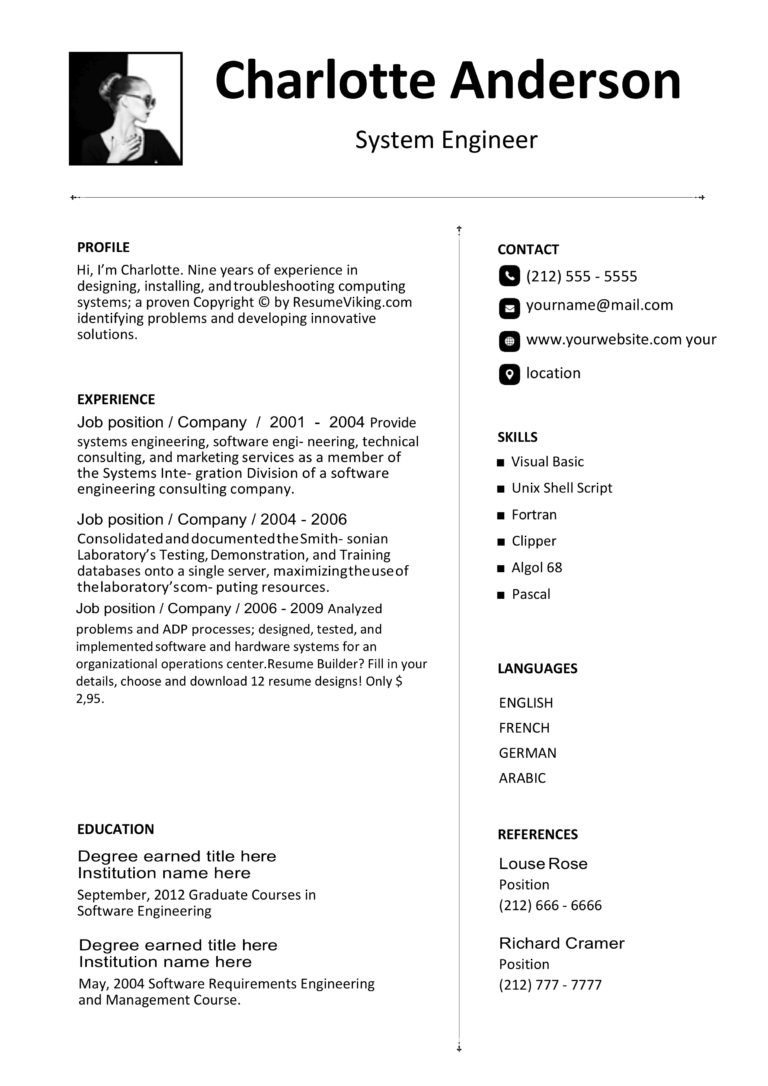 Charlotte Anderson
System Engineer
PROFILE
Hi, I’m Charlotte. Nine years of experience in
designing, installing, and troubleshooting computing
systems; a proven Copyright © by ResumeViking.com
identifying problems and developing innovative
solutions.
EXPERIENCE
Job position / Company / 2001 - 2004 Provide
systems engineering, software engi- neering, technical
consulting, and marketing services as a member of
the Systems Inte- gration Division of a software
engineering consulting company.
Job position / Company / 2004 - 2006
Consolidated and documented the Smith- sonian
Laboratory’s Testing, Demonstration, and Training
databases onto a single server, maximizing the use of
the laboratory’s com- puting resources.
Job position / Company / 2006 - 2009 Analyzed
problems and ADP processes; designed, tested, and
implemented software and hardware systems for an
organizational operations center.Resume Builder? Fill in your
details, choose and download 12 resume designs! Only $
2,95.
EDUCATION
Degree earned title here
Institution name here
September, 2012 Graduate Courses in
Software Engineering
Degree earned title here
Institution name here
May, 2004 Software Requirements Engineering
and Management Course.
CONTACT
(212) 555 - 5555
yourname@mail.com
www.yourwebsite.com your
location
SKILLS
■ Visual Basic
■ Unix Shell Script
■ Fortran
■ Clipper
■ Algol 68
■ Pascal
LANGUAGES
ENGLISH
FRENCH
GERMAN
ARABIC
REFERENCES
Louse Rose
Position
(212) 666 - 6666
Richard Cramer
Position
(212) 777 - 7777